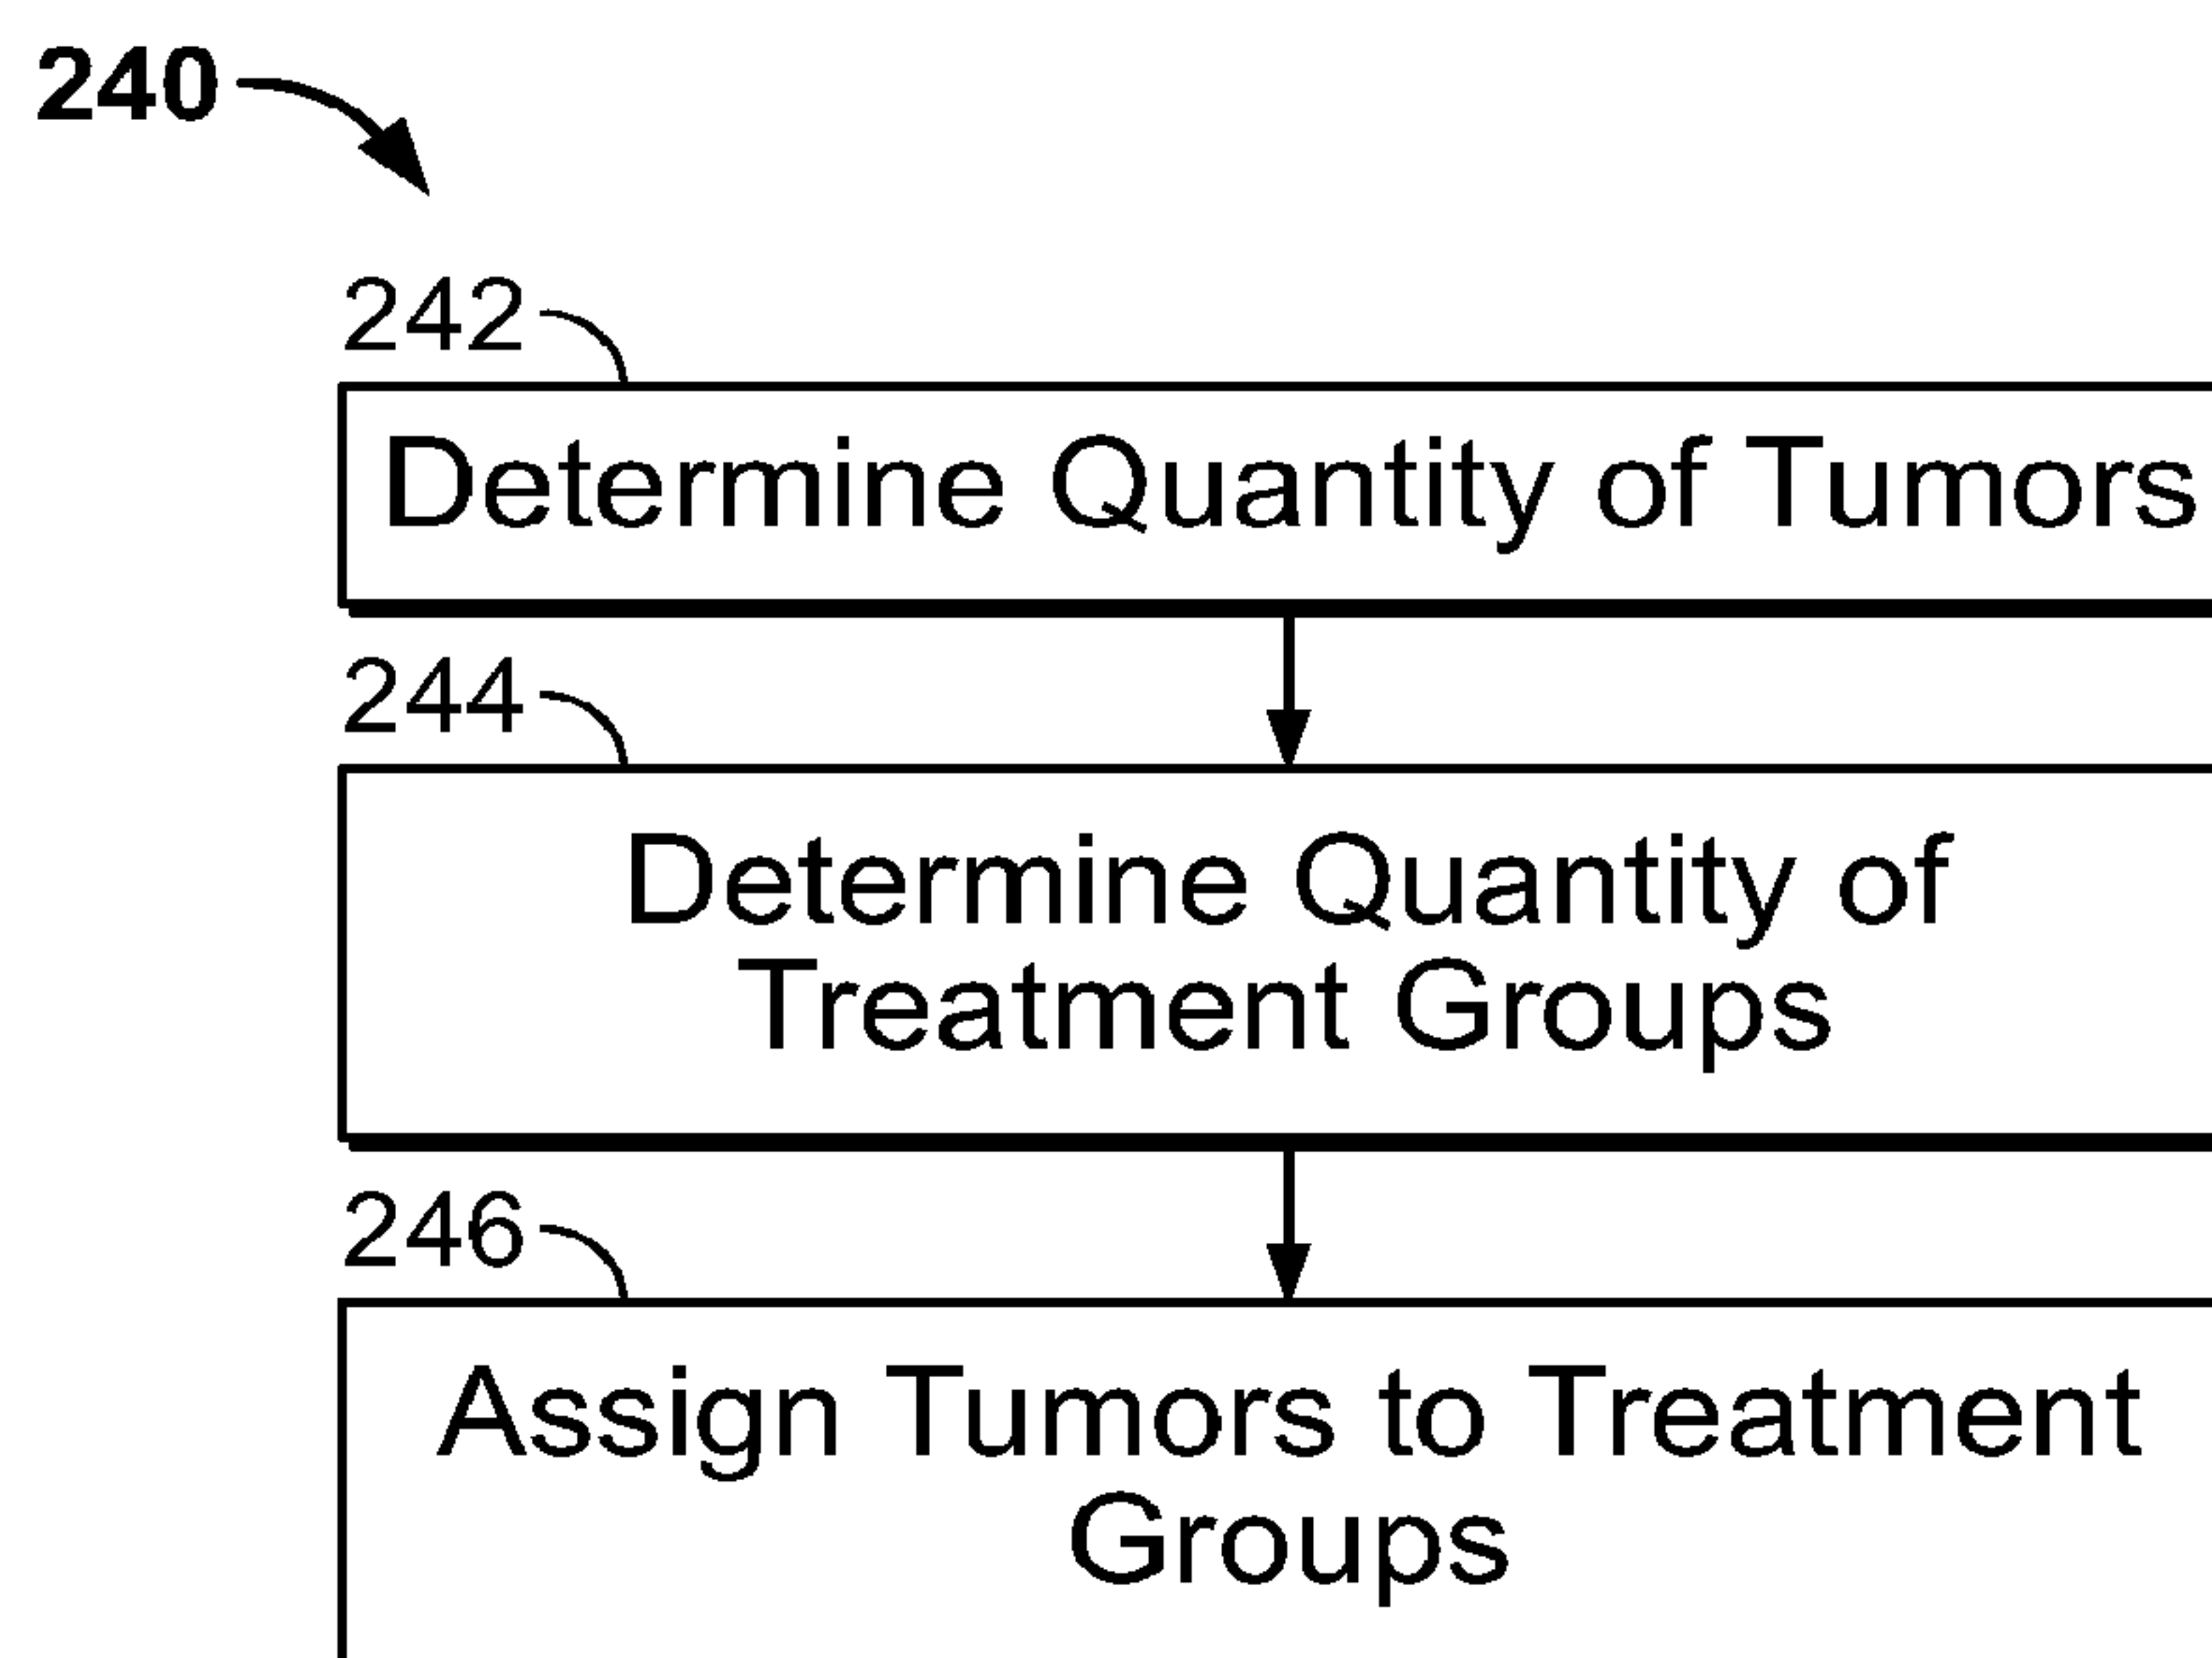 240
242
Determine Quantity of Tumors
244
Determine Quantity of
Treatment Groups
246
Assign Tumors to Treatment
Groups